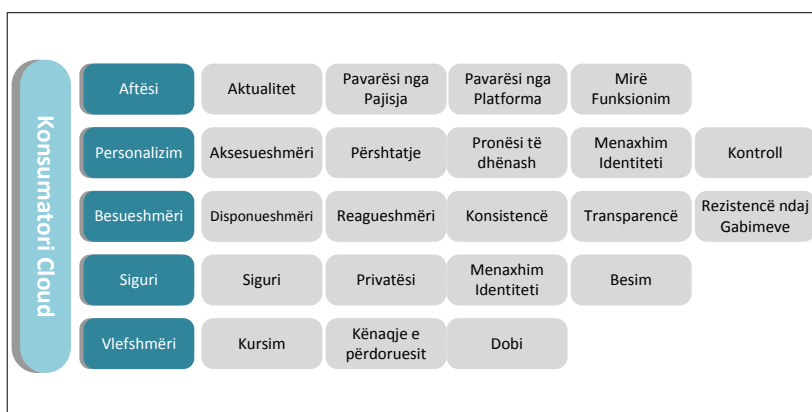 Konsumatori Cloud
Aftësi
Aktualitet
Pavarësi nga
Pajisja
Pavarësi nga
Platforma
Mirë
Funksionim
Personalizim
Aksesueshmëri
Përshtatje
Pronësi të
dhënash
Menaxhim
Identiteti
Kontroll
Besueshmëri
Disponueshmëri
Reagueshmëri
Konsistencë
Transparencë
Rezistencë ndaj
Gabimeve
Siguri
Siguri
Privatësi
Menaxhim
Identiteti
Besim
Vlefshmëri
Kursim
Kënaqje e
përdoruesit
Dobi